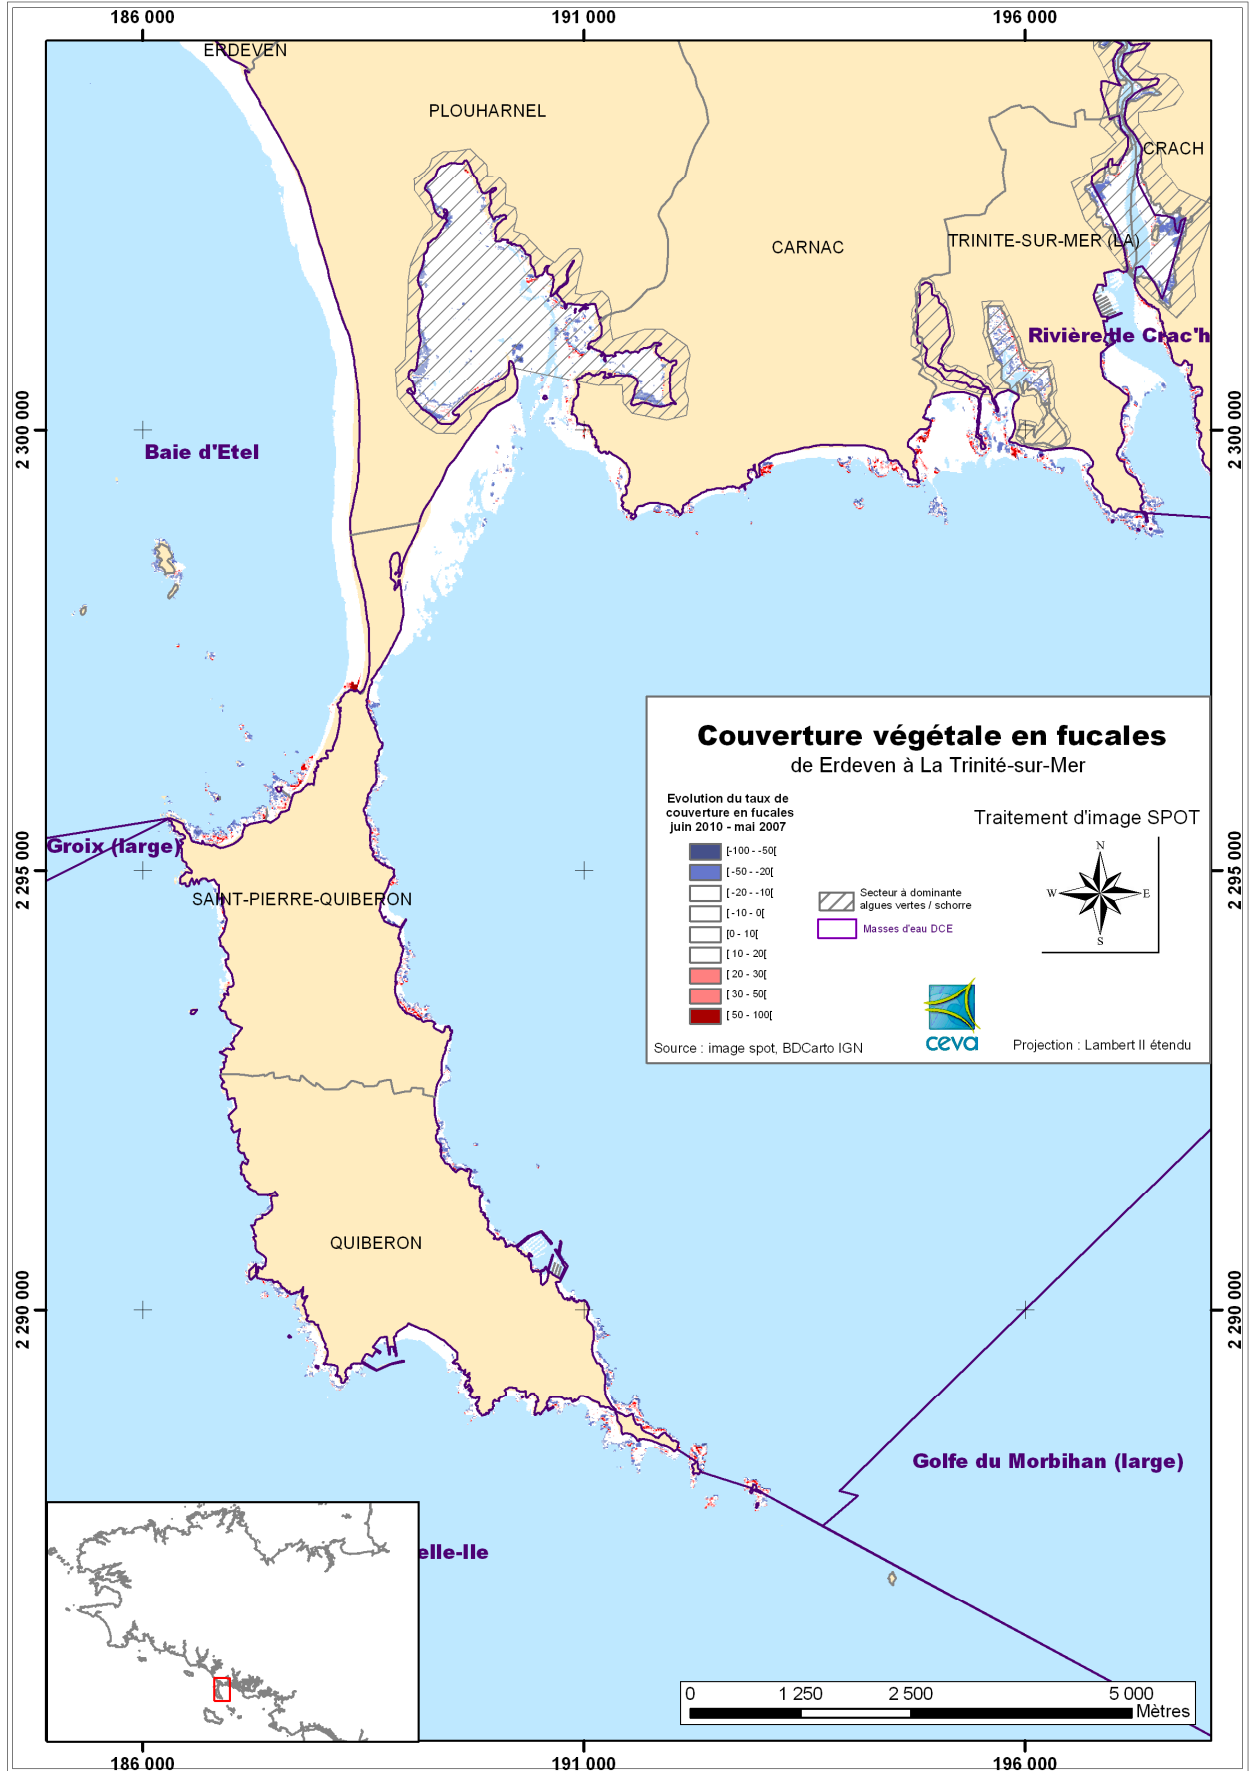 186 000
191 000
196 000
ERDEVEN
PLOUHARNEL
CRACH
CARNAC
TRINITE-SUR-MER (LA)
Rivière de Crac'h
2 300 000
2 300 000
Baie d'Etel
Couverture végétale en fucales
de Erdeven à La Trinité-sur-Mer
Evolution du taux de
couverture en fucales
juin 2010 - mai 2007
[-100 - -50[
[-50 - -20[
[-20 - -10[
[-10 - 0[
[0 - 10[
[10 - 20[
[20 - 30[
[30 - 50[
[50 - 100[
Secteur à dominante
algues vertes / schorre
Masses d'eau DCE
Traitement d'image SPOT
N
W
E
S
ceva
Source : image spot, BDCarto IGN
Projection : Lambert II étendu
2 295 000
2 295 000
Groix (large)
SAINT-PIERRE-QUIBERON
QUIBERON
2 290 000
2 290 000
Golfe du Morbihan (large)
elle-Ile
0
1 250
2 500
5 000
Mètres
186 000
191 000
196 000